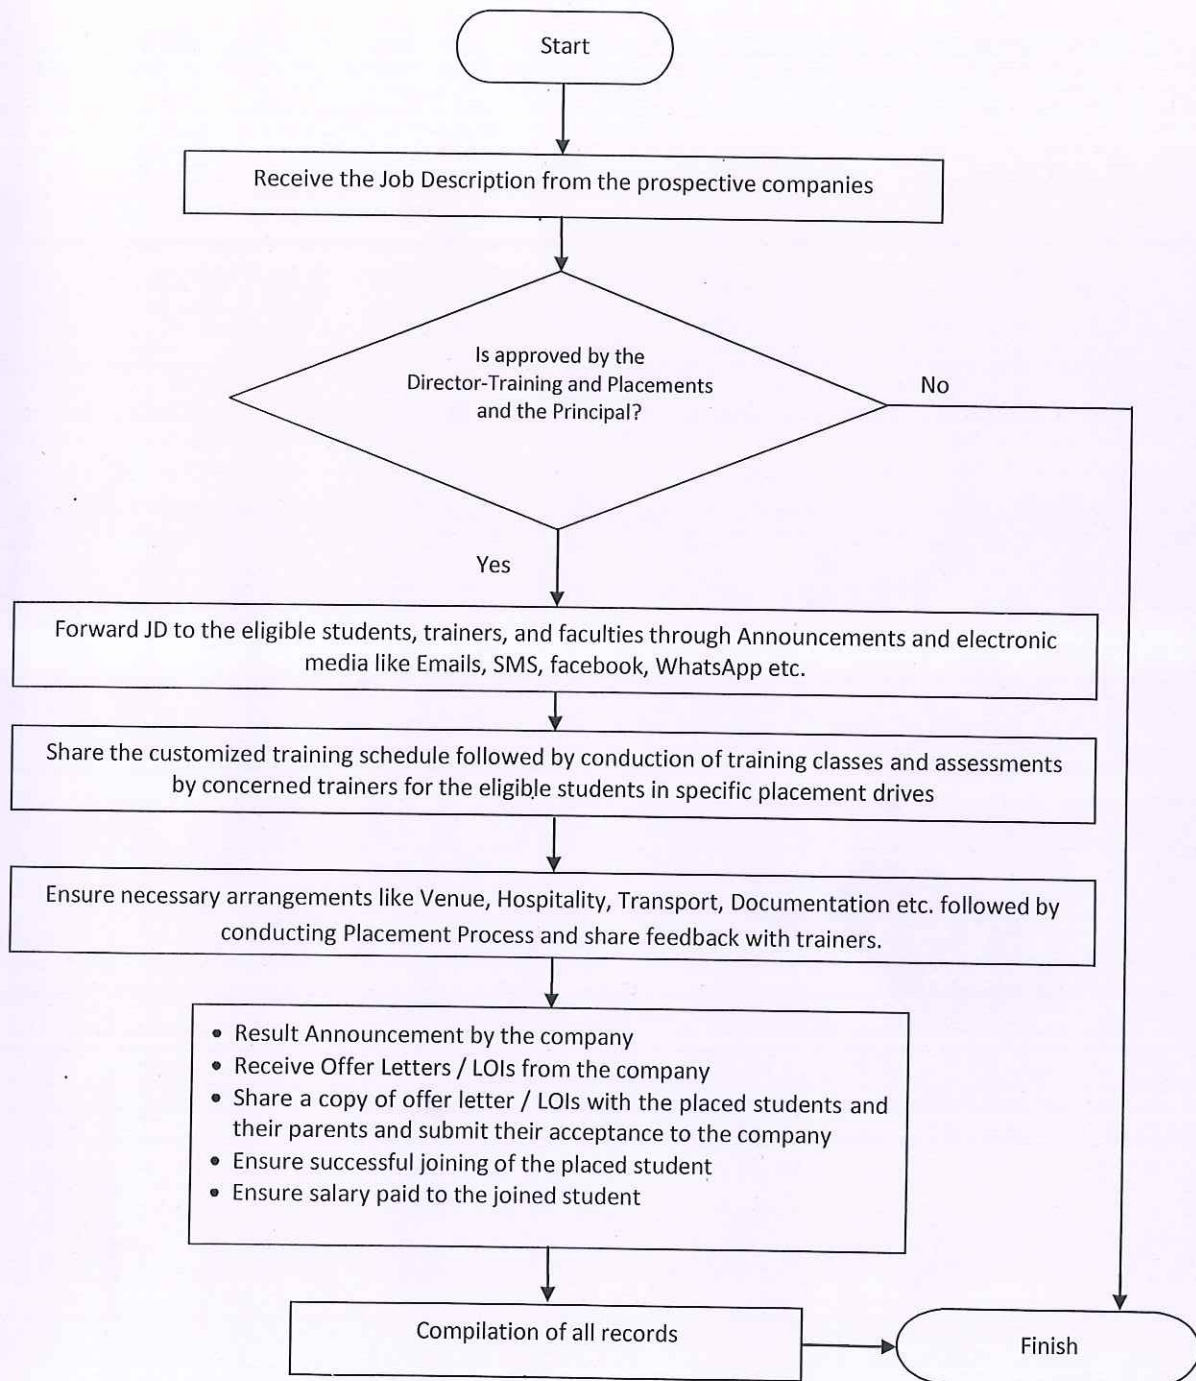 Start
Receive the Job Description from the prospective companies
Is approved by the
Director-Training and Placements
and the Principal?
No
Yes
Forward JD to the eligible students, trainers, and faculties through Announcements and electronic
media like Emails, SMS, facebook, WhatsApp etc.
Share the customized training schedule followed by conduction of training classes and assessments
by concerned trainers for the eligible students in specific placement drives
Ensure necessary arrangements like Venue, Hospitality, Transport, Documentation etc. followed by
conducting Placement Process and share feedback with trainers.
• Result Announcement by the company
• Receive Offer Letters / LOIs from the company
• Share a copy of offer letter / LOIs with the placed students and
their parents and submit their acceptance to the company
• Ensure successful joining of the placed student
• Ensure salary paid to the joined student
Compilation of all records
Finish